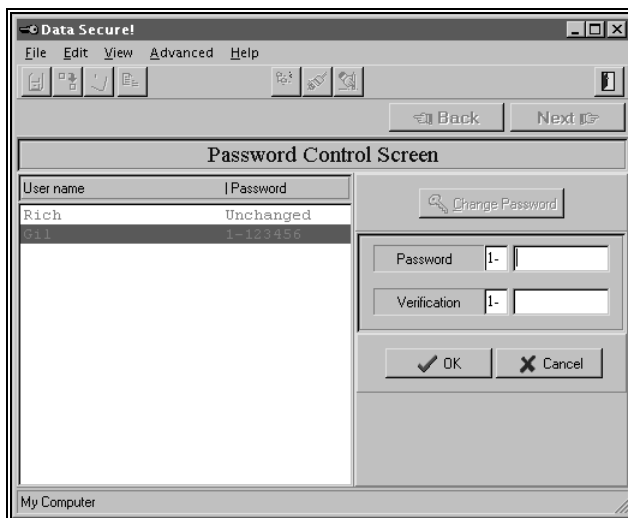 Data Secure!
File Edit View Advanced Help
Back Next
Password Control Screen
User name | Password
Change Password
Rich Unchanged
Gil 1-123456
Password 1-
Verification 1-
OK Cancel
My Computer